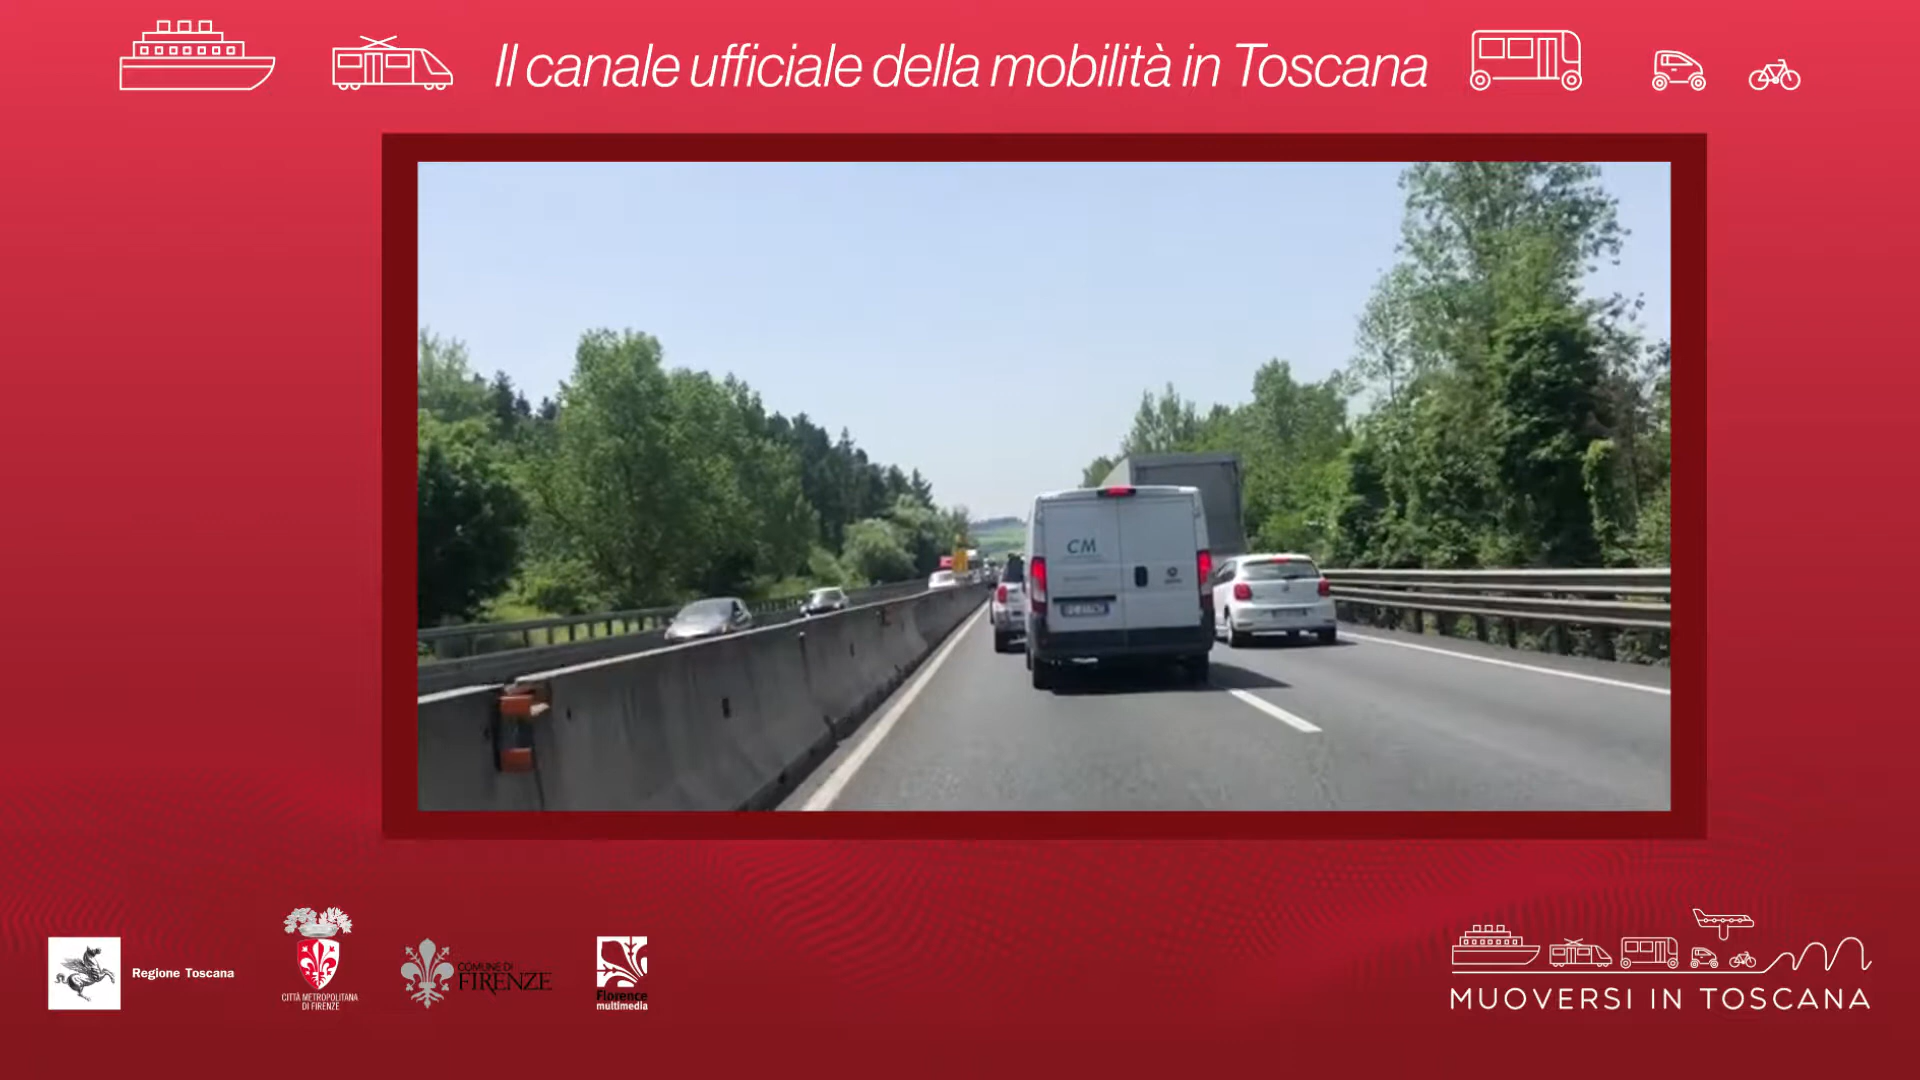 Il canale ufficiale della mobilità in Toscana
CM
Regione Toscana
CITTÀ METROPOLITANA
DI FIRENZE
COMUNE DI
FIRENZE
Florence
multimedia
MUOVERSI IN TOSCANA